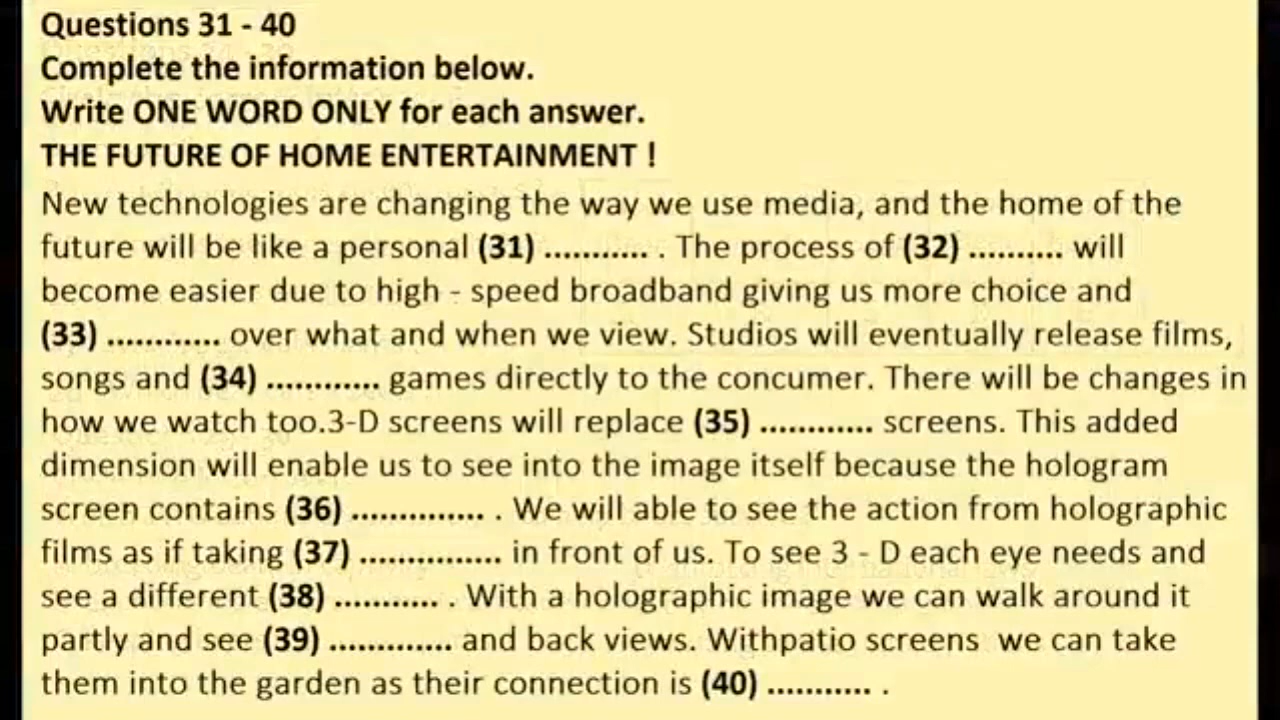 Questions 31 - 40
Complete the information below.
Write ONE WORD ONLY for each answer.
THE FUTURE OF HOME ENTERTAINMENT !
New technologies are changing the way we use media, and the home of the
future will be like a personal (31) ........... . The process of (32) .......... will
become easier due to high - speed broadband giving us more choice and
(33) ............ over what and when we view. Studios will eventually release films,
songs and (34) ............ games directly to the concumer. There will be changes in
how we watch too.3-D screens will replace (35) ............ screens. This added
dimension will enable us to see into the image itself because the hologram
screen contains (36) .............. . We will able to see the action from holographic
films as if taking (37) ............... in front of us. To see 3 - D each eye needs and
see a different (38) ........... . With a holographic image we can walk around it
partly and see (39) ............. and back views. Withpatio screens we can take
them into the garden as their connection is (40) ........... .